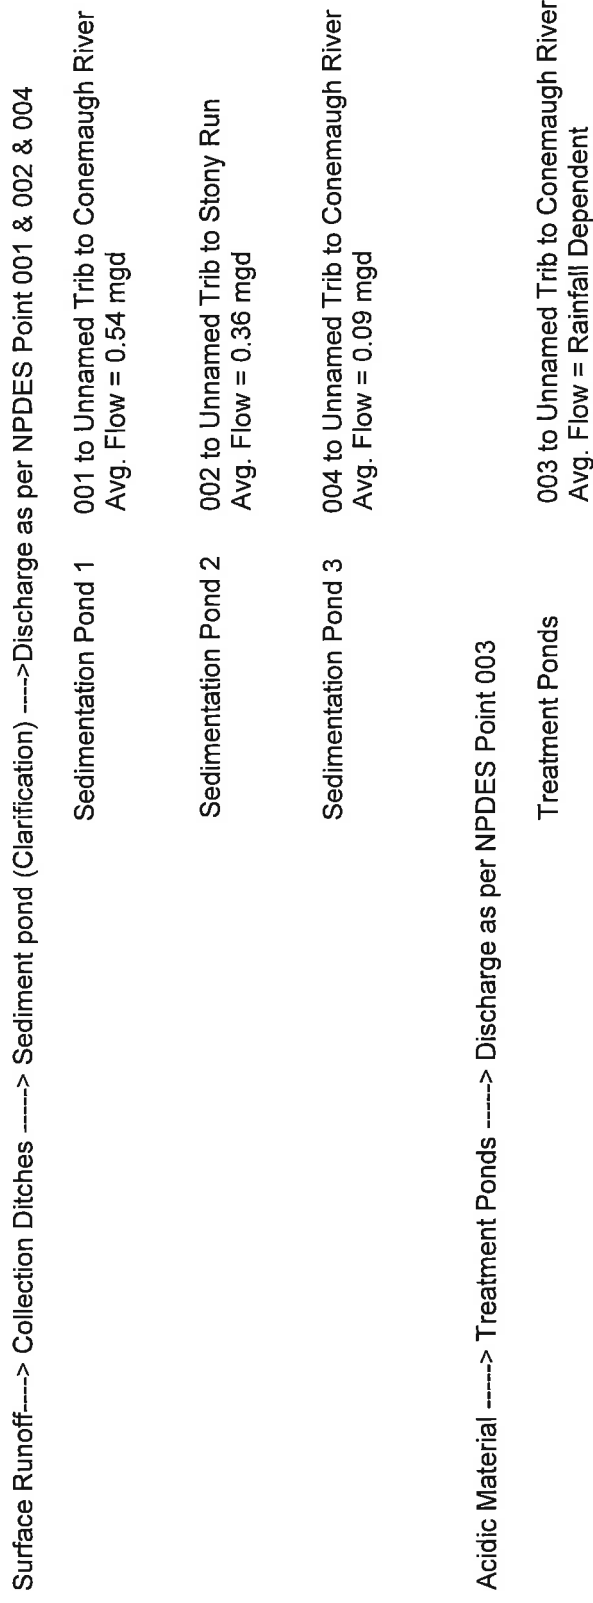 Surface Runoff----> Collection Ditches ------> Sediment pond (Clarification) ---->Discharge as per NPDES Point 001 & 002 & 004
Sedimentation Pond 1 001 to Unnamed Trib to Conemaugh River
Avg. Flow = 0.54 mgd
Sedimentation Pond 2 002 to Unnamed Trib to Stony Run
Avg. Flow = 0.36 mgd
Sedimentation Pond 3 004 to Unnamed Trib to Conemaugh River
Avg. Flow = 0.09 mgd
Acidic Material ------> Treatment Ponds ------> Discharge as per NPDES Point 003
Treatment Ponds 003 to Unnamed Trib to Conemaugh River
Avg. Flow = Rainfall Dependent